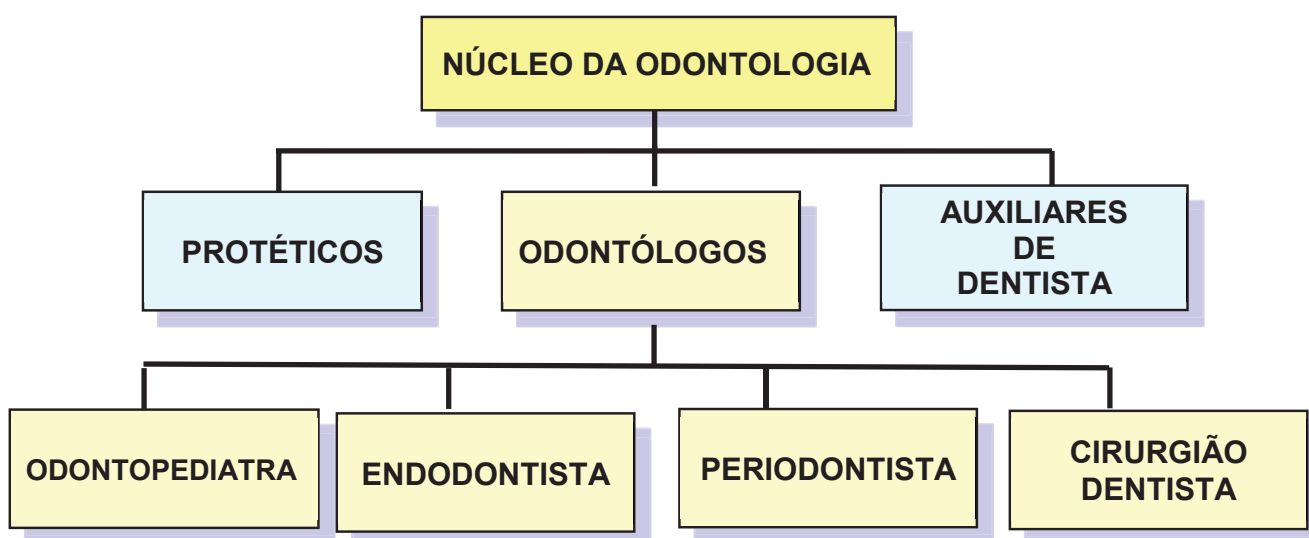 NÚCLEO DA ODONTOLOGIA
PROTÉTICOS
ODONTÓLOGOS
AUXILIARES
DE
DENTISTA
ODONTOPEDIATRA
ENDODONTISTA
PERIODONTISTA
CIRURGIÃO
DENTISTA